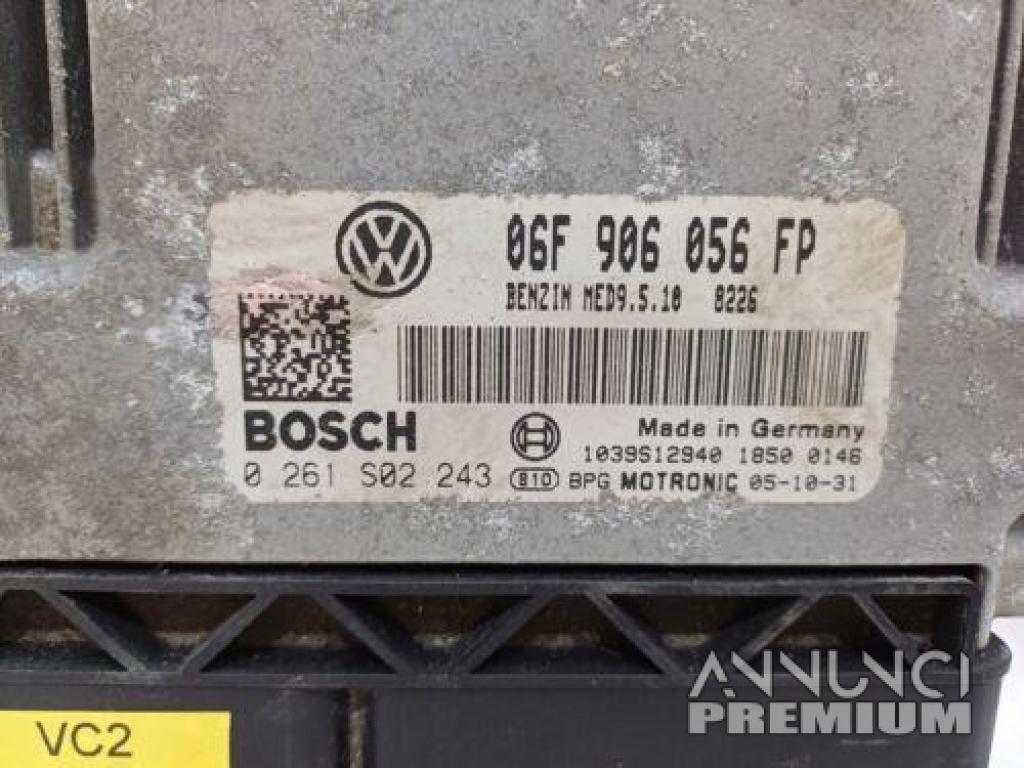 06F 906 056 FP
BENZIN MED9.5.10 8226
BOSCH
Made in Germany
1039S12940 1850 0146
0 261 S02 243 810 BPG MOTRONIC 05-10-31
VC2
ANNUNCI
PREMIUM